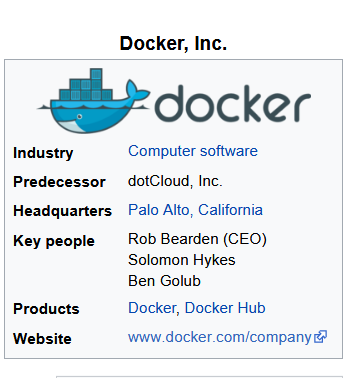 Docker, Inc.
docker
Industry Computer software
Predecessor dotCloud, Inc.
Headquarters Palo Alto, California
Key people Rob Bearden (CEO)
Solomon Hykes
Ben Golub
Products Docker, Docker Hub
Website www.docker.com/company